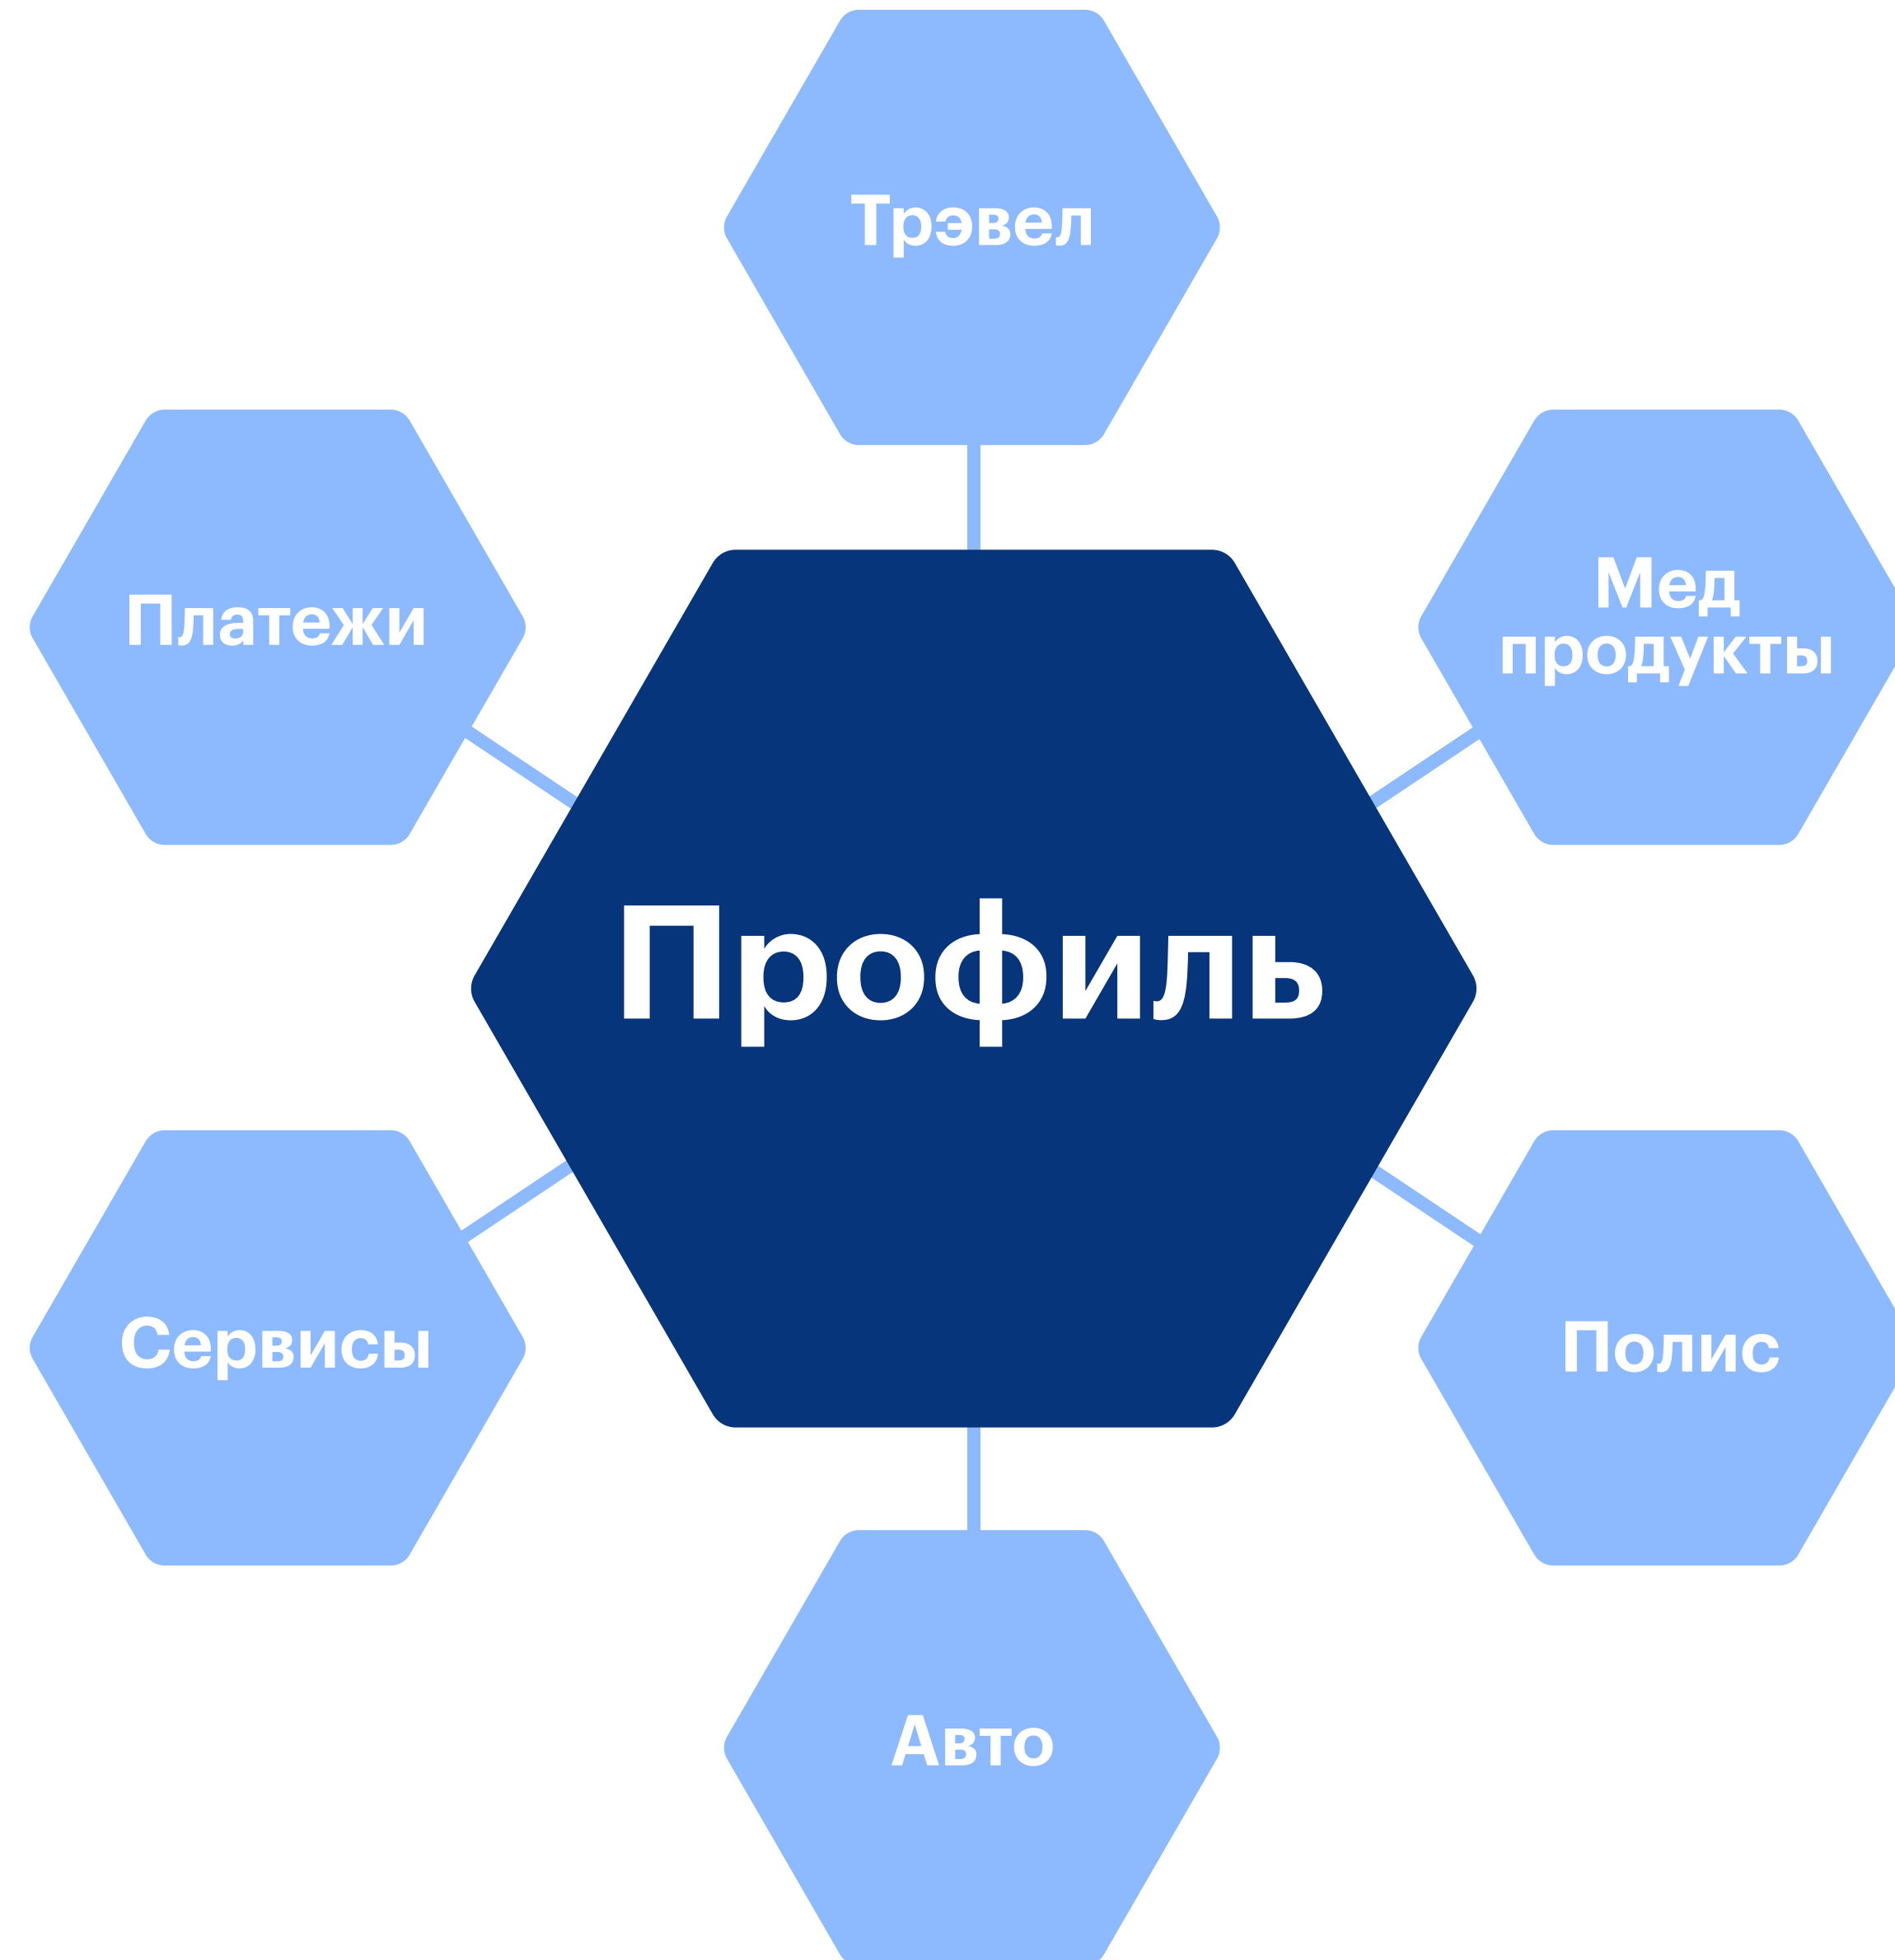 Трэвел
Платежи
Мед
продукты
Профиль
Сервисы
Полис
Авто